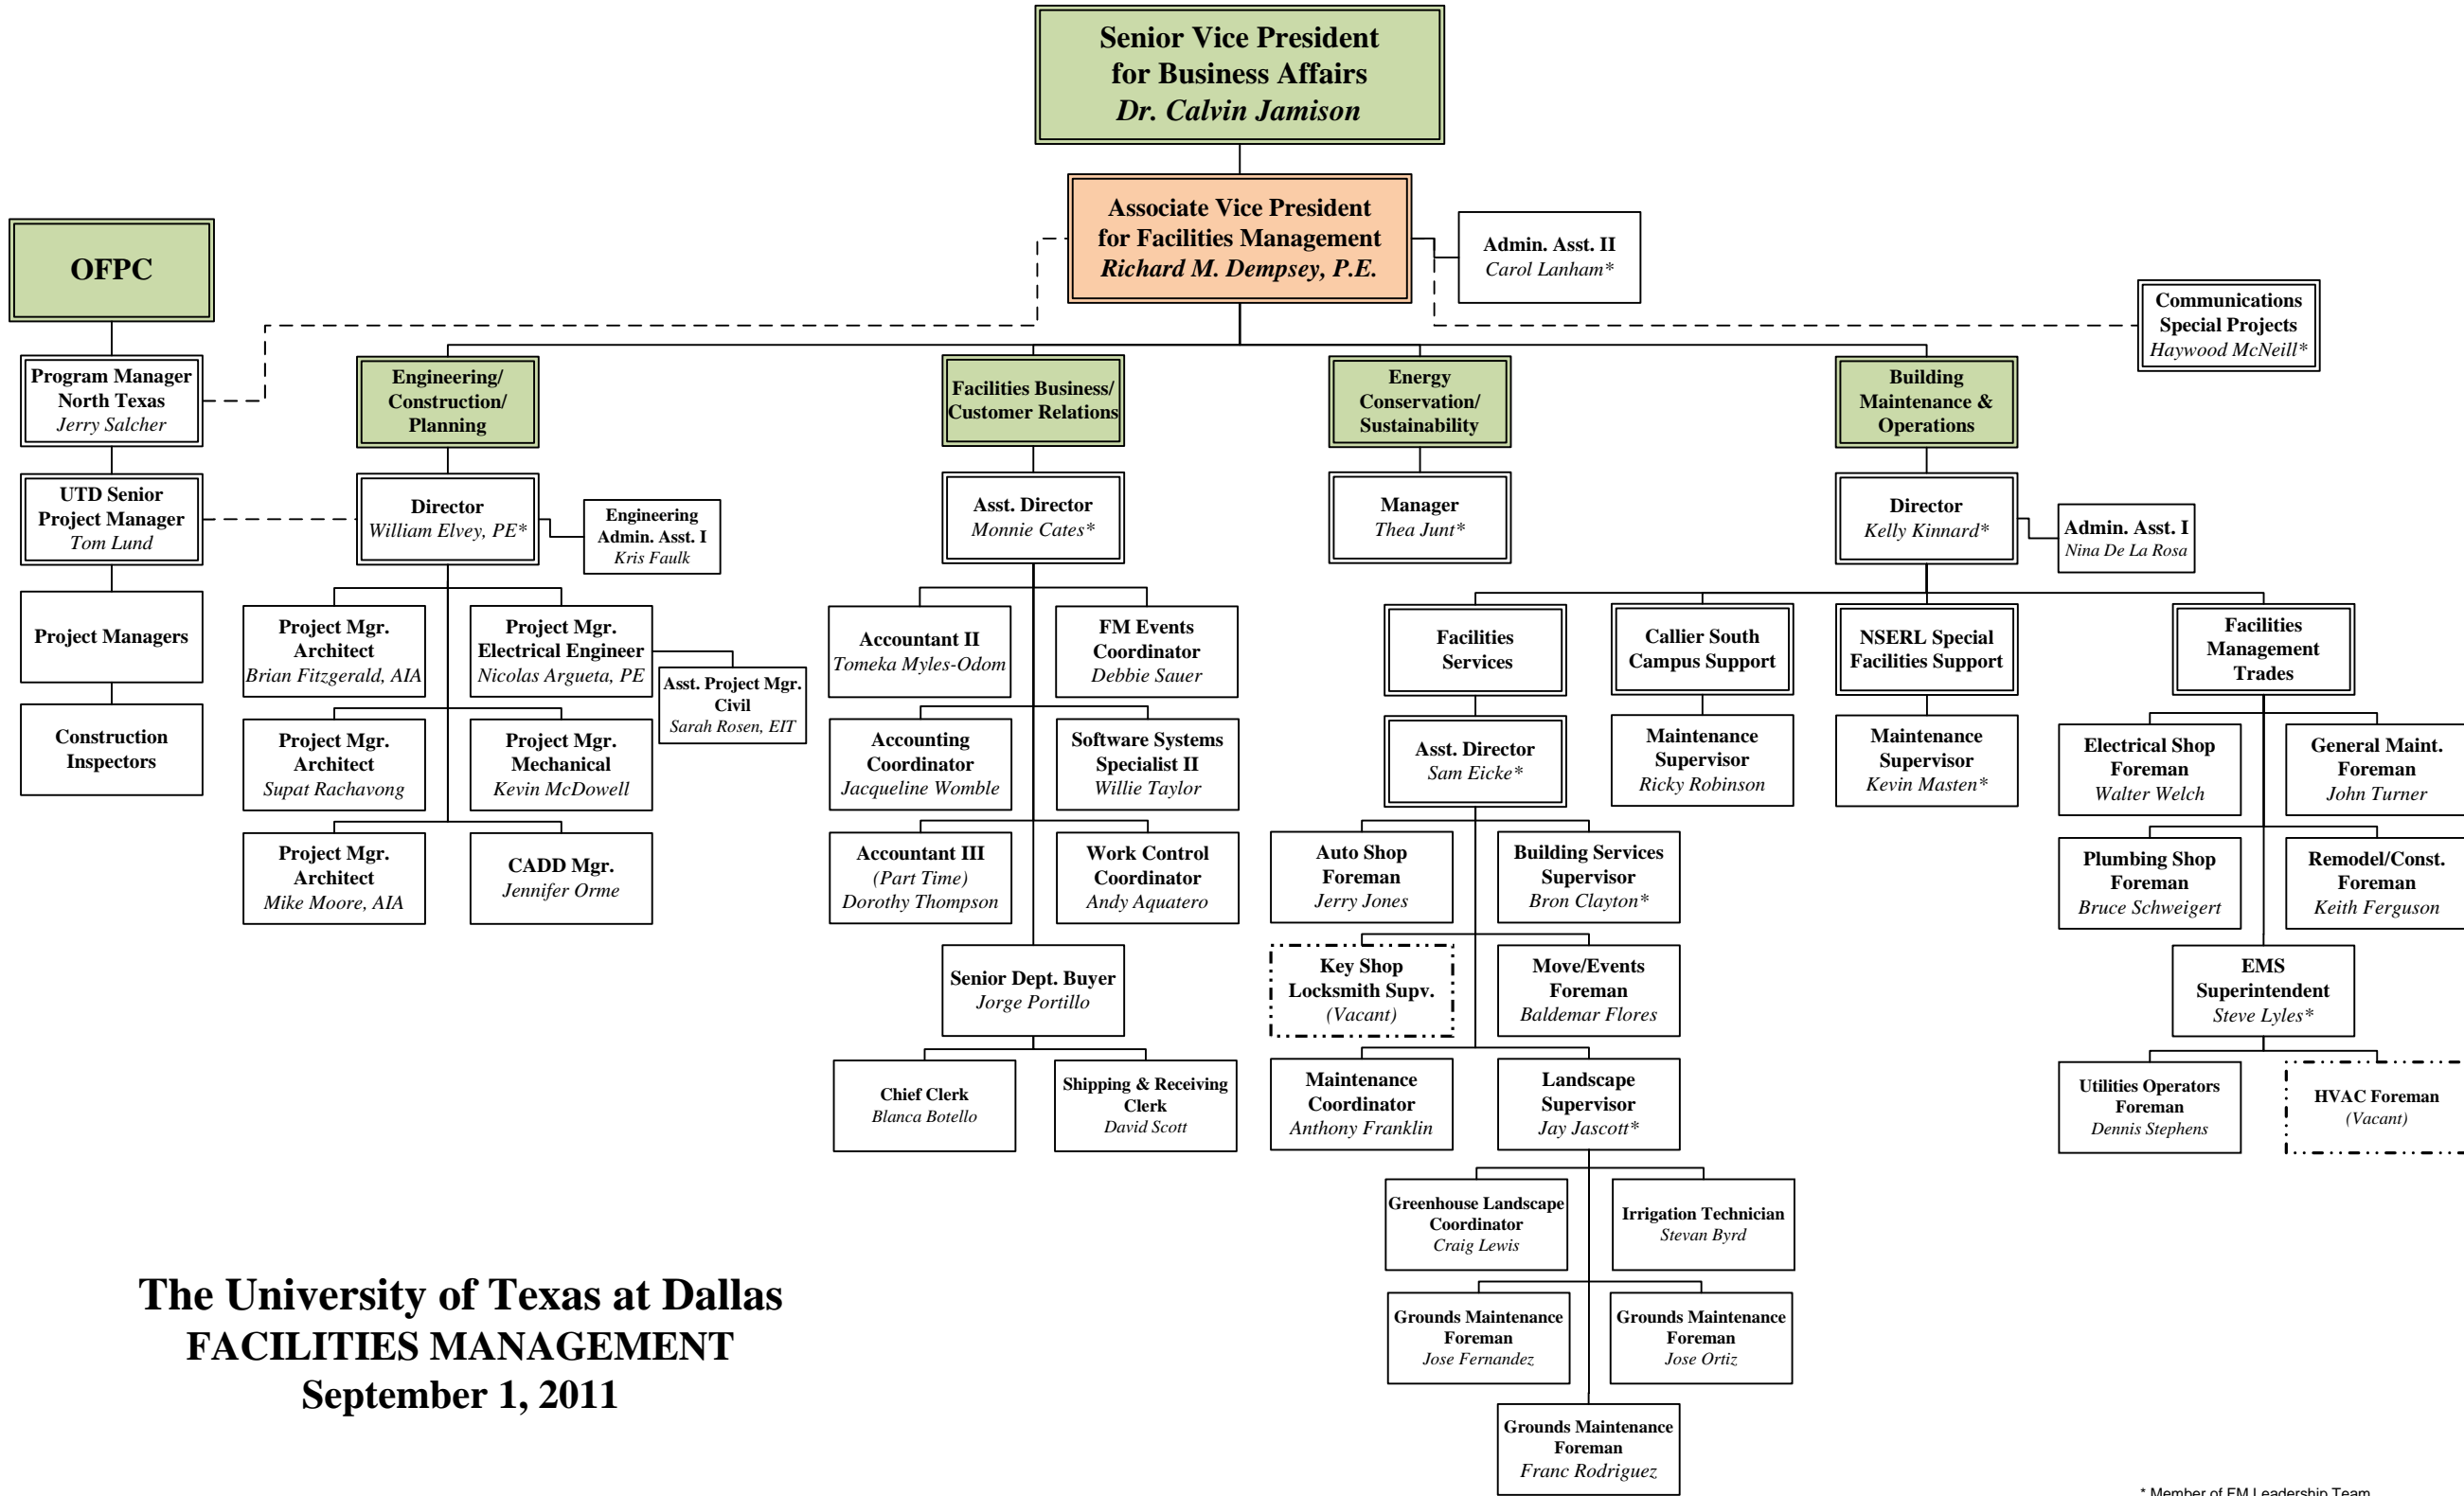 Senior Vice President
for Business Affairs
Dr. Calvin Jamison
Associate Vice President
for Facilities Management
Richard M. Dempsey, P.E.
Admin. Asst. II
Carol Lanham*
OFPC
Communications
Special Projects
Haywood McNeill*
Program Manager
North Texas
Jerry Salcher
Engineering/
Construction/
Planning
Facilities Business/
Customer Relations
Energy
Conservation/
Sustainability
Building
Maintenance &
Operations
UTD Senior
Project Manager
Tom Lund
Director
William Elvey, PE*
Engineering
Admin. Asst. I
Kris Faulk
Asst. Director
Monnie Cates*
Manager
Thea Junt*
Director
Kelly Kinnard*
Admin. Asst. I
Nina De La Rosa
Project Managers
Construction
Inspectors
Project Mgr.
Architect
Brian Fitzgerald, AIA
Project Mgr.
Electrical Engineer
Nicolas Argueta, PE
Asst. Project Mgr.
Civil
Sarah Rosen, EIT
Project Mgr.
Architect
Supat Rachavong
Project Mgr.
Mechanical
Kevin McDowell
Project Mgr.
Architect
Mike Moore, AIA
CADD Mgr.
Jennifer Orme
Accountant II
Tomeka Myles-Odom
FM Events
Coordinator
Debbie Sauer
Accounting
Coordinator
Jacqueline Womble
Software Systems
Specialist II
Willie Taylor
Accountant III
(Part Time)
Dorothy Thompson
Work Control
Coordinator
Andy Aquatero
Senior Dept. Buyer
Jorge Portillo
Chief Clerk
Blanca Botello
Shipping & Receiving
Clerk
David Scott
Facilities
Services
Callier South
Campus Support
NSERL Special
Facilities Support
Facilities
Management
Trades
Asst. Director
Sam Eicke*
Maintenance
Supervisor
Ricky Robinson
Maintenance
Supervisor
Kevin Masten*
Electrical Shop
Foreman
Walter Welch
General Maint.
Foreman
John Turner
Auto Shop
Foreman
Jerry Jones
Building Services
Supervisor
Bron Clayton*
Plumbing Shop
Foreman
Bruce Schweigert
Remodel/Const.
Foreman
Keith Ferguson
Key Shop
Locksmith Supv.
(Vacant)
Move/Events
Foreman
Baldemar Flores
EMS
Superintendent
Steve Lyles*
Maintenance
Coordinator
Anthony Franklin
Landscape
Supervisor
Jay Jascott*
Utilities Operators
Foreman
Dennis Stephens
HVAC Foreman
(Vacant)
Greenhouse Landscape
Coordinator
Craig Lewis
Irrigation Technician
Stevan Byrd
Grounds Maintenance
Foreman
Jose Fernandez
Grounds Maintenance
Foreman
Jose Ortiz
Grounds Maintenance
Foreman
Franc Rodriguez
The University of Texas at Dallas
FACILITIES MANAGEMENT
September 1, 2011
* Member of FM Leadership Team